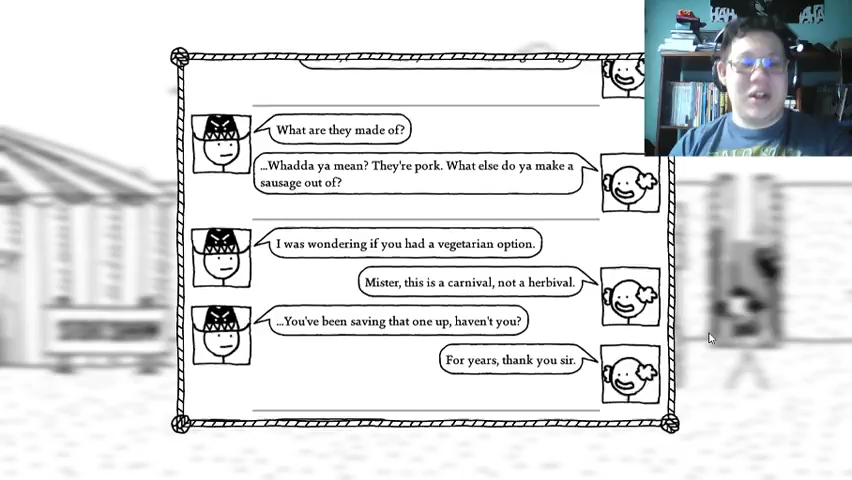 What are they made of?
...Whadda ya mean? They're pork. What else do ya make a
sausage out of?
I was wondering if you had a vegetarian option.
Mister, this is a carnival, not a herbival.
...You've been saving that one up, haven't you?
For years, thank you sir.